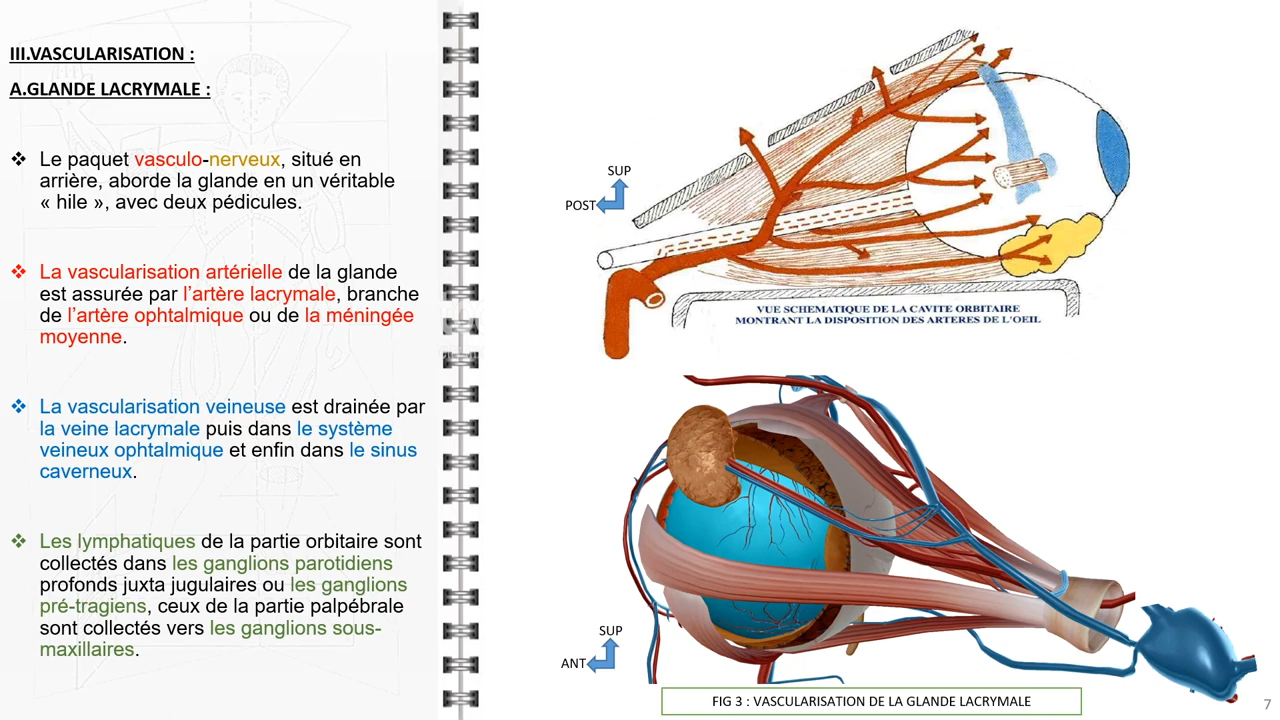 III.VASCULARISATION :
A.GLANDE LACRYMALE :
❖ Le paquet vasculo-nerveux, situé en
arrière, aborde la glande en un véritable
« hile », avec deux pédicules.
❖ La vascularisation artérielle de la glande
est assurée par l'artère lacrymale, branche
de l'artère ophtalmique ou de la méningée
moyenne.
❖ La vascularisation veineuse est drainée par
la veine lacrymale puis dans le système
veineux ophtalmique et enfin dans le sinus
caverneux.
❖ Les lymphatiques de la partie orbitaire sont
collectés dans les ganglions parotidiens
profonds juxta jugulaires ou les ganglions
pré-tragiens, ceux de la partie palpébrale
sont collectés vers les ganglions sous-
maxillaires.
SUP
POST
VUE SCHEMATIQUE DE LA CAVITE ORBITAIRE
MONTRANT LA DISPOSITION DES ARTERES DE L'OEIL
SUP
ANT
FIG 3 : VASCULARISATION DE LA GLANDE LACRYMALE
7